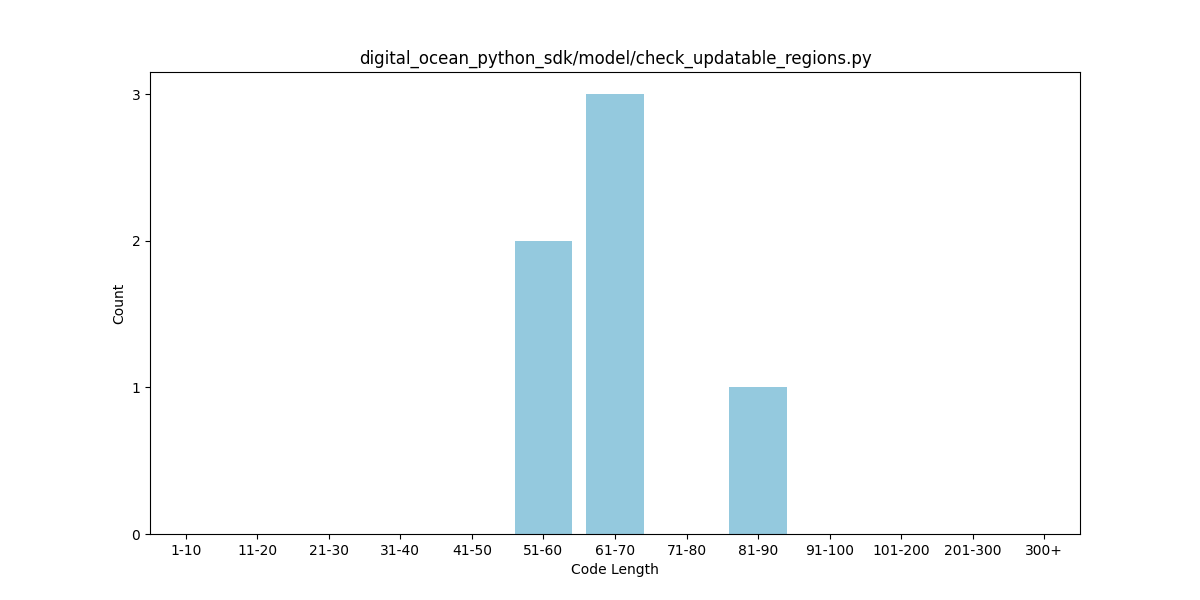 digital_ocean_python_sdk/model/check_updatable_regions.py
3
2
1
0
Count
1-10 11-20 21-30 31-40 41-50 51-60 61-70 71-80 81-90 91-100 101-200 201-300 300+
Code Length